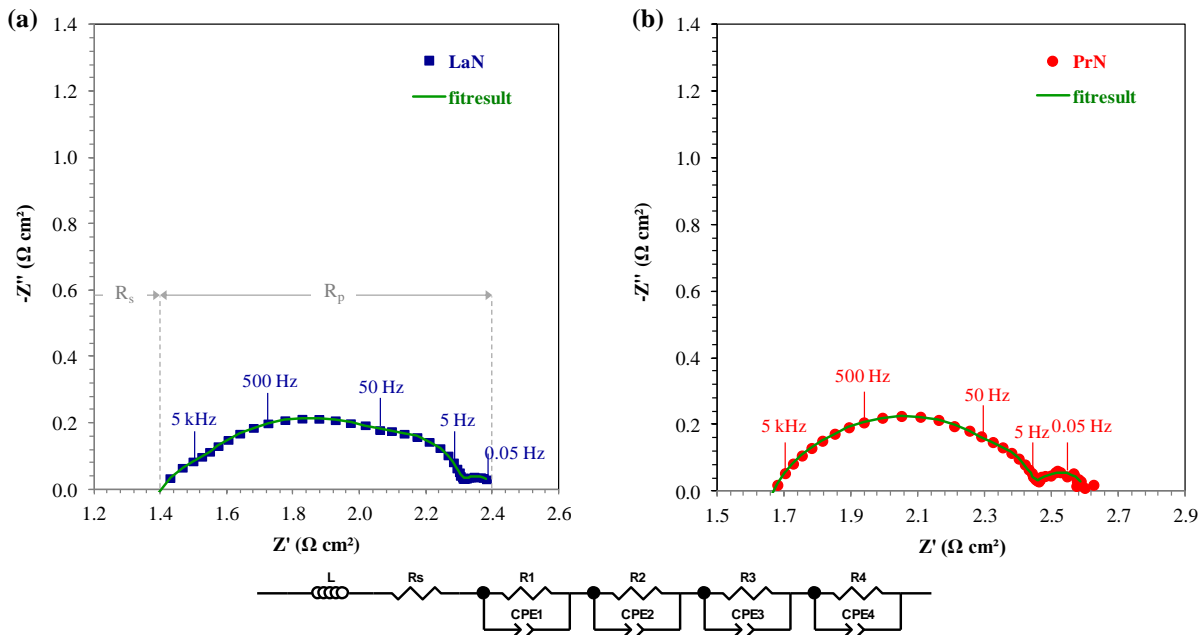 (a)
1.4
1.2
1.0
0.8
0.6
0.4
0.2
0.0
-Z'' (Ω cm²)
LaN
fitresult
Rs
Rp
5 kHz
500 Hz
50 Hz
5 Hz
0.05 Hz
1.2 1.4 1.6 1.8 2.0 2.2 2.4 2.6
Z' (Ω cm²)
(b)
1.4
1.2
1.0
0.8
0.6
0.4
0.2
0.0
-Z'' (Ω cm²)
PrN
fitresult
5 kHz
500 Hz
50 Hz
5 Hz
0.05 Hz
1.5 1.7 1.9 2.1 2.3 2.5 2.7 2.9
Z' (Ω cm²)
L Rs R1 R2 R3 R4
CPE1 CPE2 CPE3 CPE4